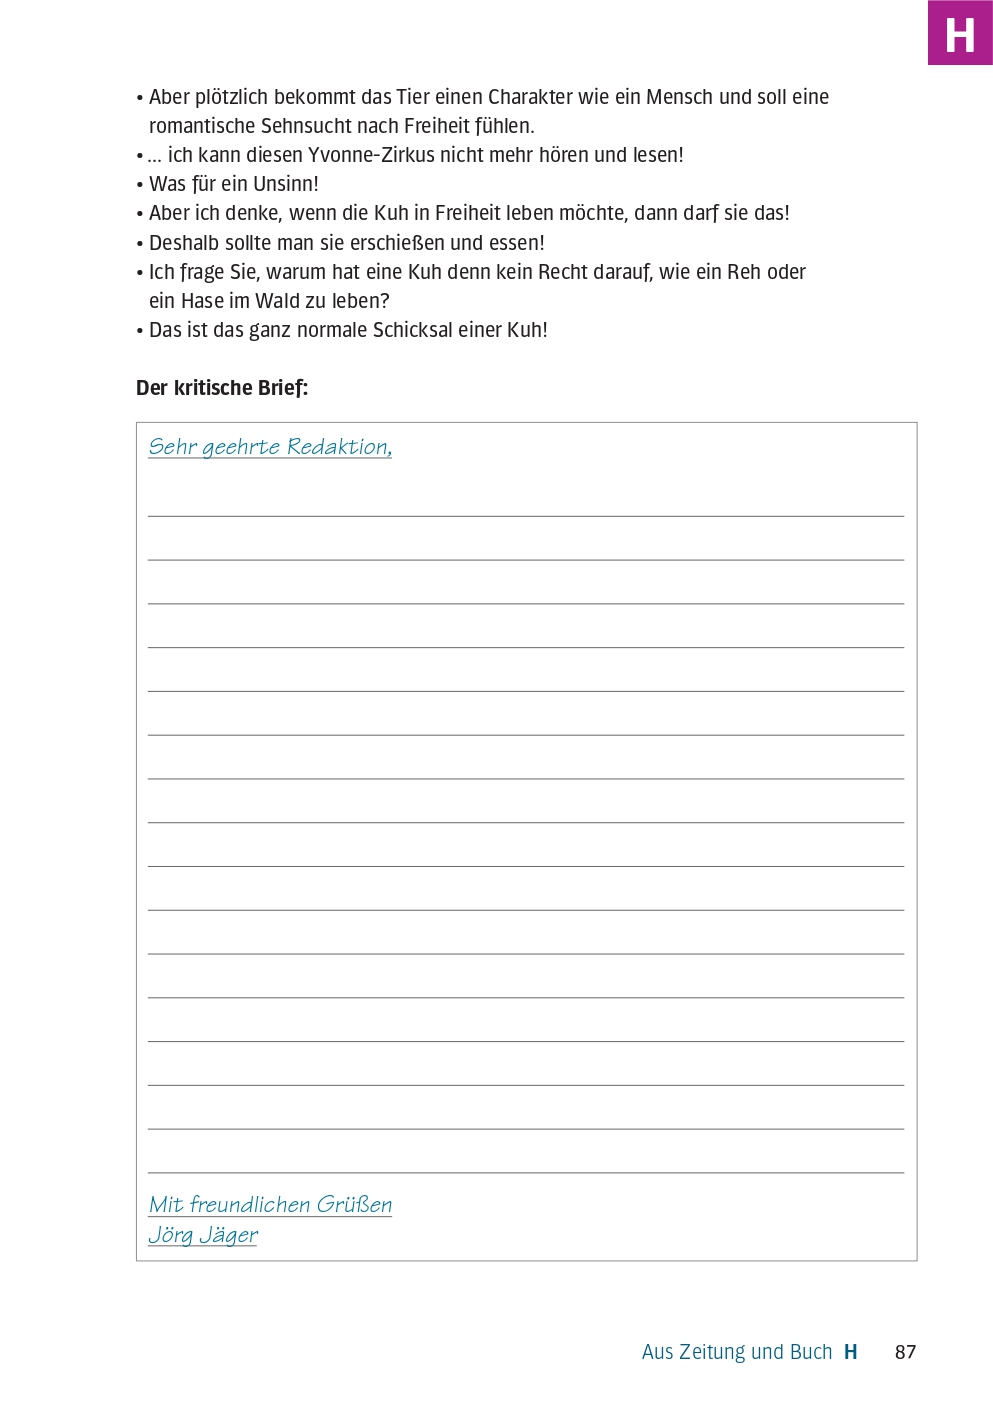 H
• Aber plötzlich bekommt das Tier einen Charakter wie ein Mensch und soll eine
romantische Sehnsucht nach Freiheit fühlen.
• ... ich kann diesen Yvonne-Zirkus nicht mehr hören und lesen!
• Was für ein Unsinn!
• Aber ich denke, wenn die Kuh in Freiheit leben möchte, dann darf sie das!
• Deshalb sollte man sie erschießen und essen!
• Ich frage Sie, warum hat eine Kuh denn kein Recht darauf, wie ein Reh oder
ein Hase im Wald zu leben?
• Das ist das ganz normale Schicksal einer Kuh!
Der kritische Brief:
Sehr geehrte Redaktion,
Mit freundlichen Grüßen
Jörg Jäger
Aus Zeitung und Buch H 87